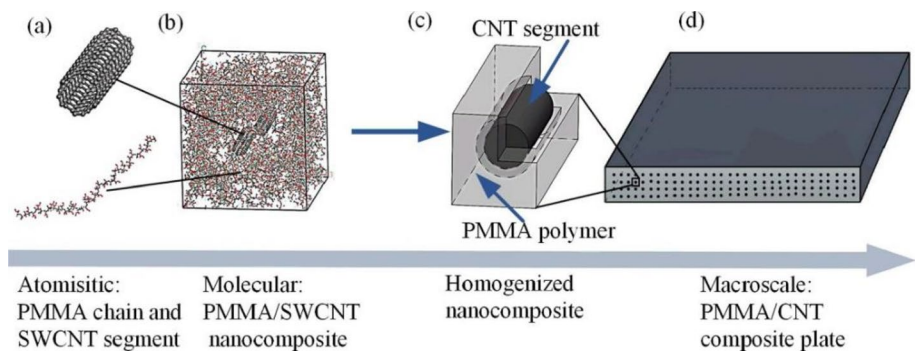 (a)
(b)
(c)
(d)
CNT segment
PMMA polymer
Atomisitic:
PMMA chain and
SWCNT segment
Molecular:
PMMA/SWCNT
nanocomposite
Homogenized
nanocomposite
Macroscale:
PMMA/CNT
composite plate